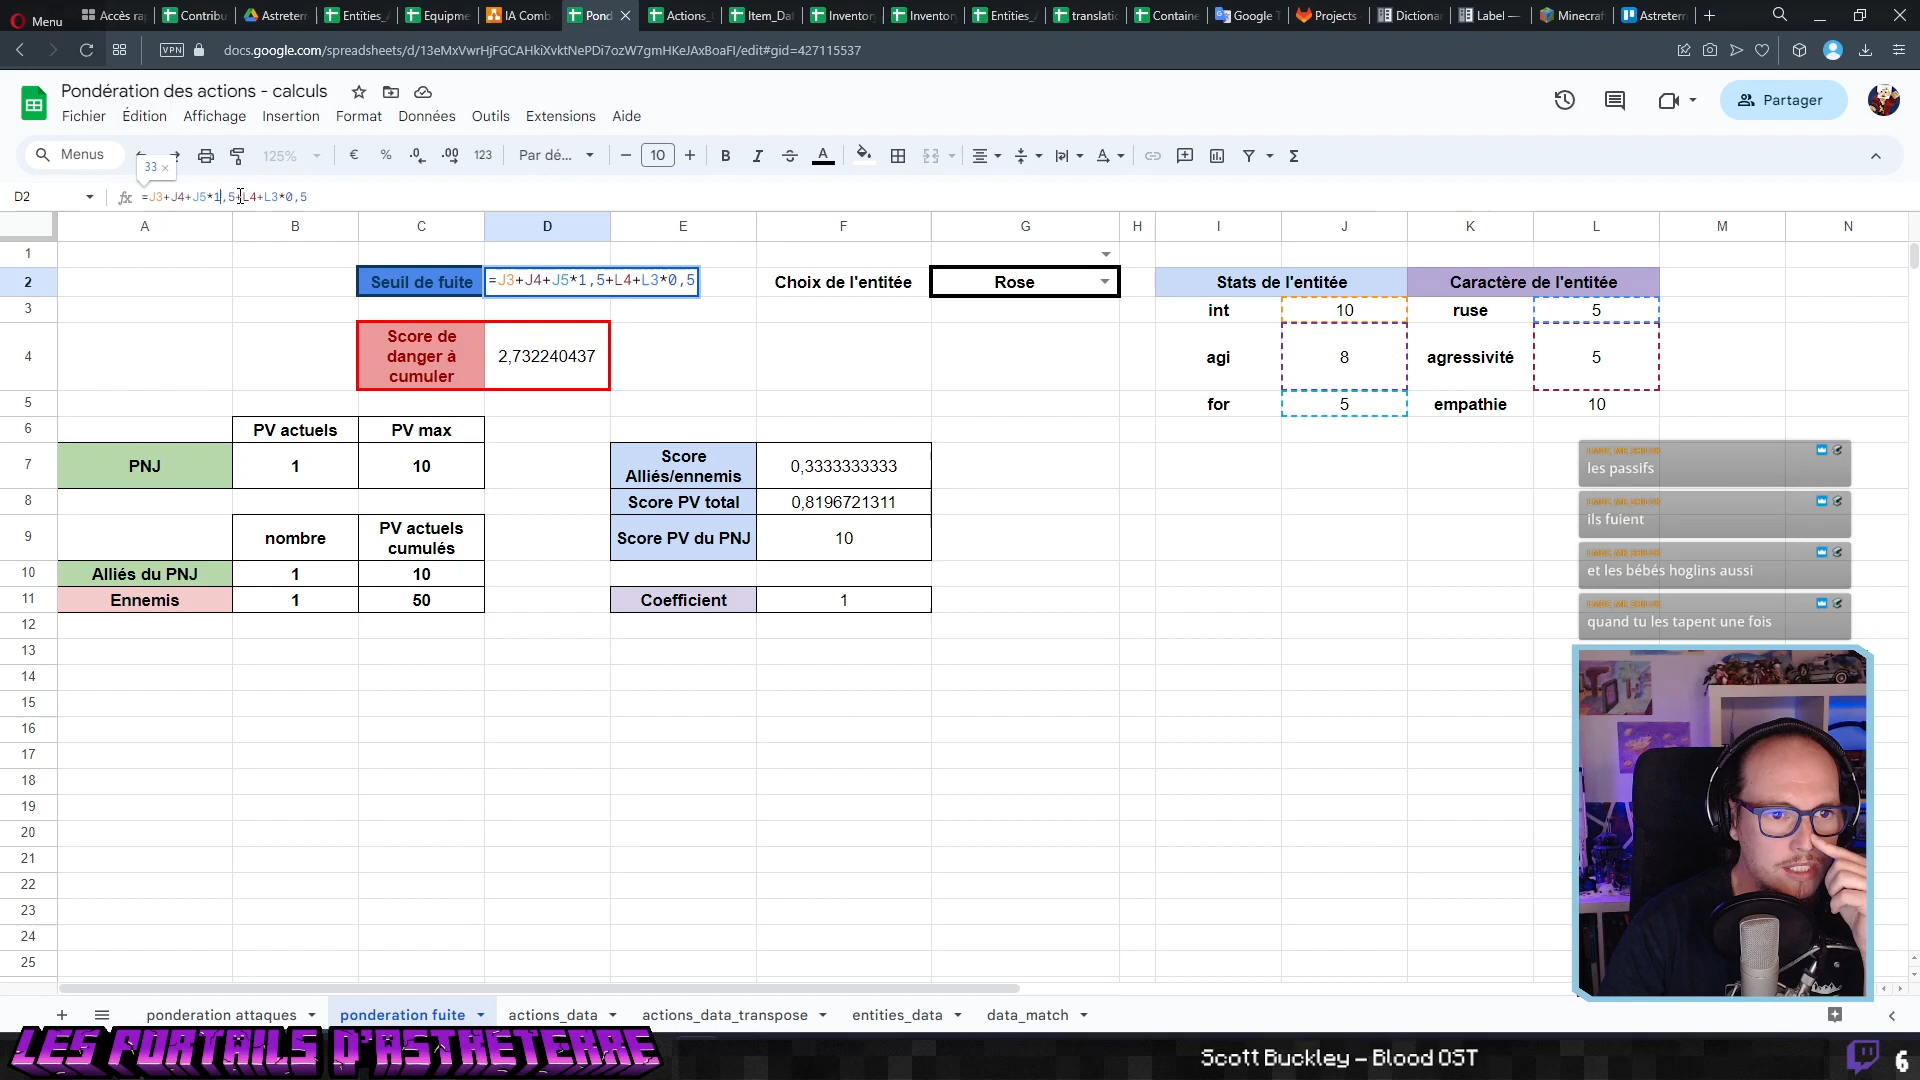 Menu
Accès ra
Contribu
Astreter
Entities_
Equipme
IA Comb
Pond
Actions_
Item_Da
Inventor
Inventor
Entities_
translati
Containe
Google T
Projects
Dictionar
Label —
Minecraf
Astreterr
VPN
docs.google.com/spreadsheets/d/13eMxVwrHjFGCAHkiXvktNePDi7ozW7gmHKeJAxBoaFI/edit#gid=427115537
Pondération des actions - calculs
Fichier Édition Affichage Insertion Format Données Outils Extensions Aide
Partager
Menus
125%
€ % .0 .00 123
Par dé...
10
33 ×
D2
=J3+J4+J5*1,5+L4+L3*0,5
A B C D E F G H I J K L M N
1
2 Seuil de fuite =J3+J4+J5*1,5+L4+L3*0,5 Choix de l'entité Rose Stats de l'entité Caractère de l'entité
3 int 10 ruse 5
4 Score de danger à cumuler 2,732240437 agi 8 agressivité 5
5 for 5 empathie 10
6 PV actuels PV max
7 PNJ 1 10 Score Alliés/ennemis 0,3333333333
8 Score PV total 0,8196721311
9 nombre PV actuels cumulés Score PV du PNJ 10
10 Alliés du PNJ 1 10
11 Ennemis 1 50 Coefficient 1
12
13
14
15
16
17
18
19
20
21
22
23
24
25
les passifs
ils fuient
et les bébés hoglins aussi
quand tu les tapent une fois
ponderation attaques
ponderation fuite
actions_data
actions_data_transpose
entities_data
data_match
LES PORTAILS D'ASTRETERRE
Scott Buckley – Blood OST
6